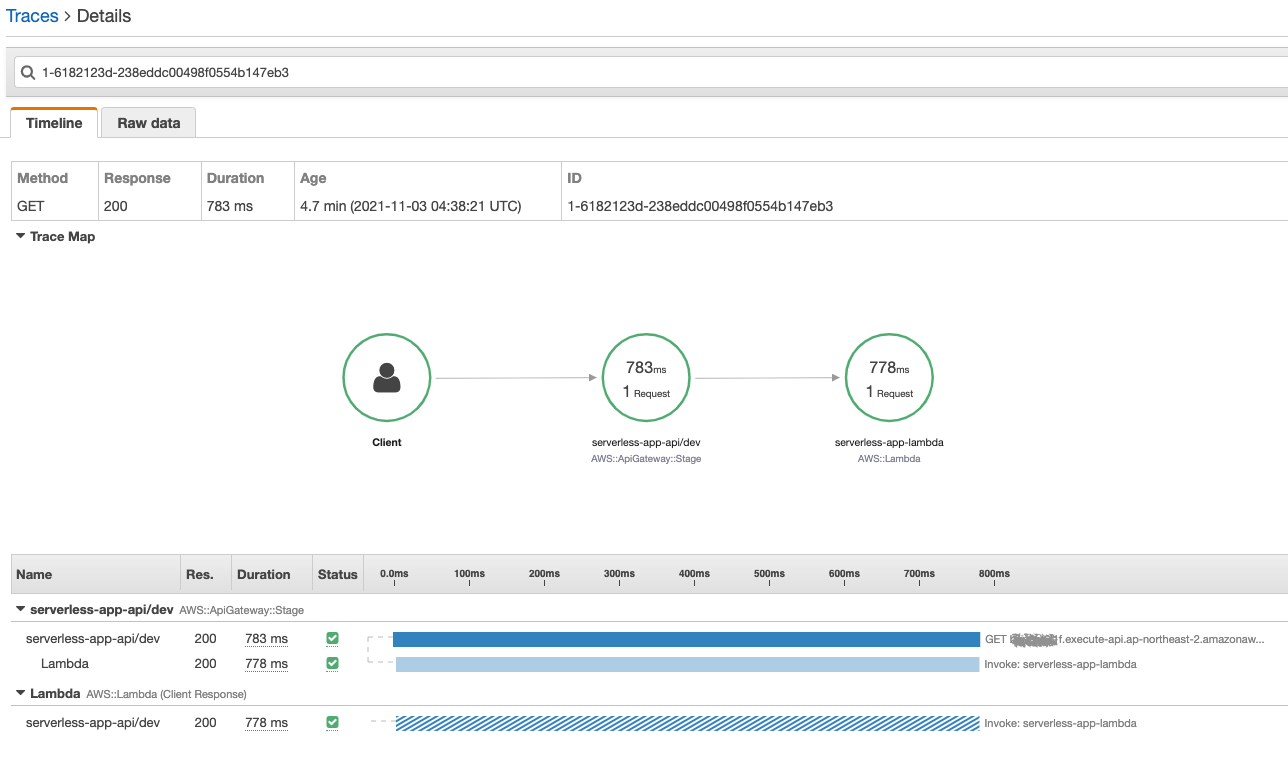 Traces > Details
1-6182123d-238eddc00498f0554b147eb3
Timeline Raw data
Method Response Duration Age ID
GET 200 783 ms 4.7 min (2021-11-03 04:38:21 UTC) 1-6182123d-238eddc00498f0554b147eb3
Trace Map
783ms 778ms
1 Request 1 Request
Client serverless-app-api/dev serverless-app-lambda
AWS::ApiGateway::Stage AWS::Lambda
Name Res. Duration Status 0.0ms 100ms 200ms 300ms 400ms 500ms 600ms 700ms 800ms
serverless-app-api/dev AWS::ApiGateway::Stage
serverless-app-api/dev 200 783 ms GET f.execute-api.ap-northeast-2.amazonaw...
Lambda 200 778 ms Invoke: serverless-app-lambda
Lambda AWS::Lambda (Client Response)
serverless-app-api/dev 200 778 ms Invoke: serverless-app-lambda